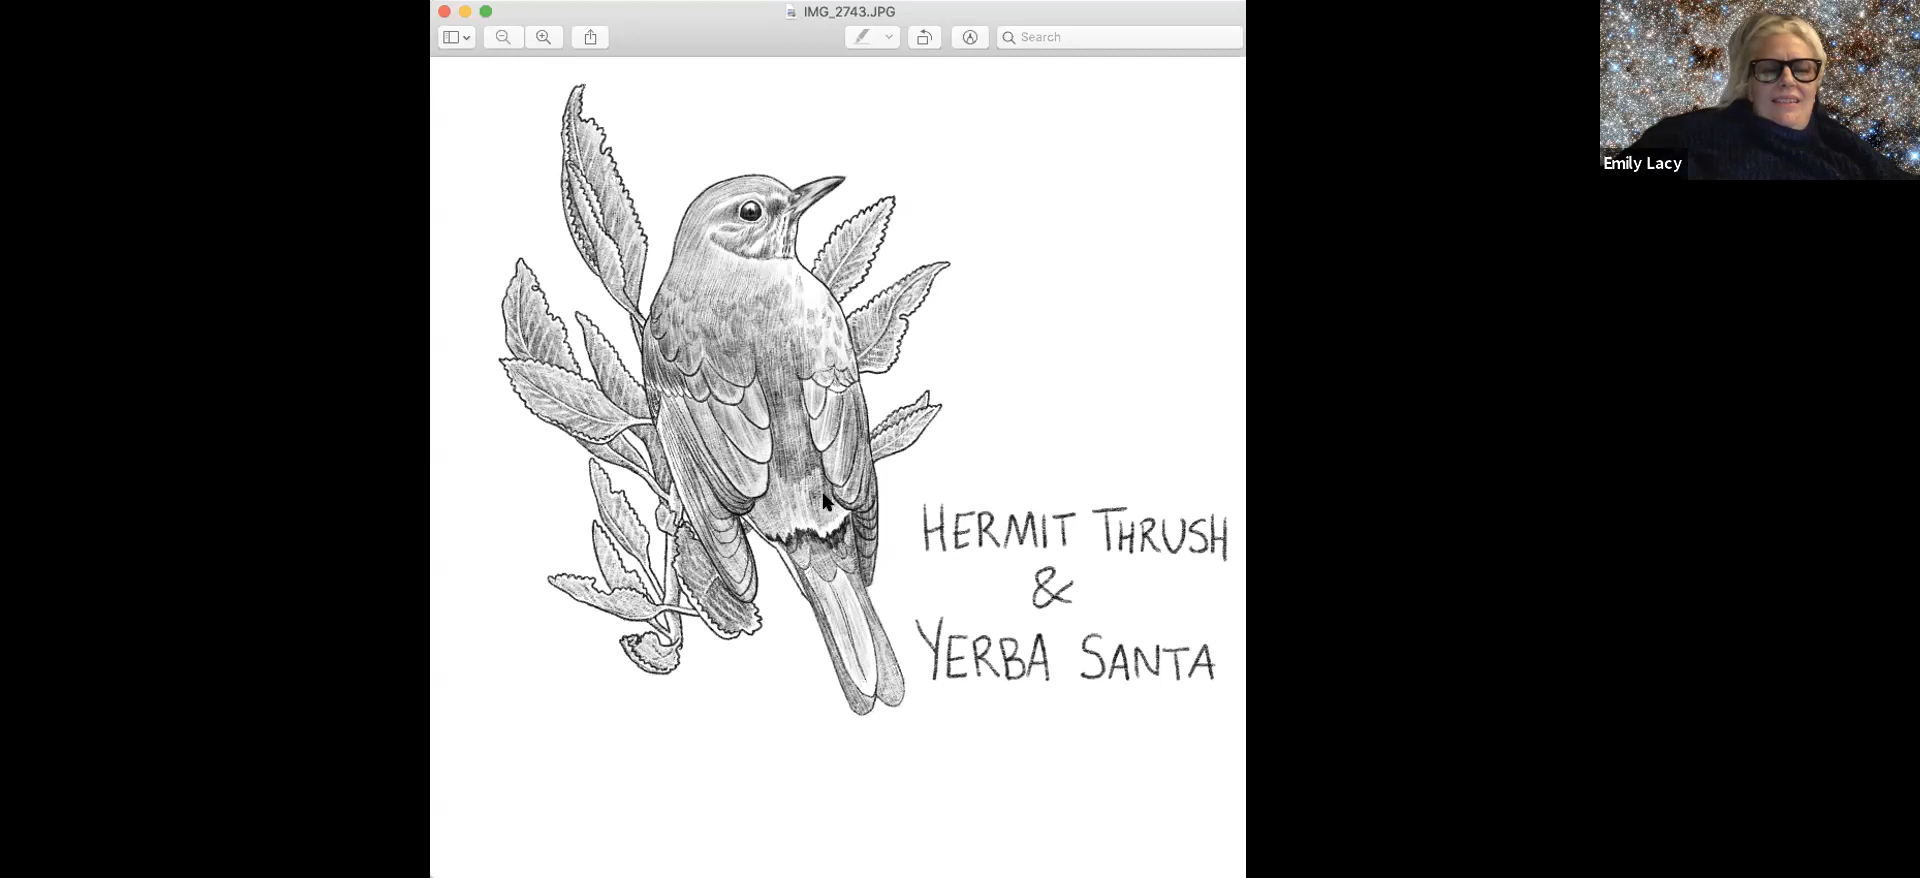 IMG_2743.JPG
Search
Emily Lacy
HERMIT THRUSH
&
YERBA SANTA